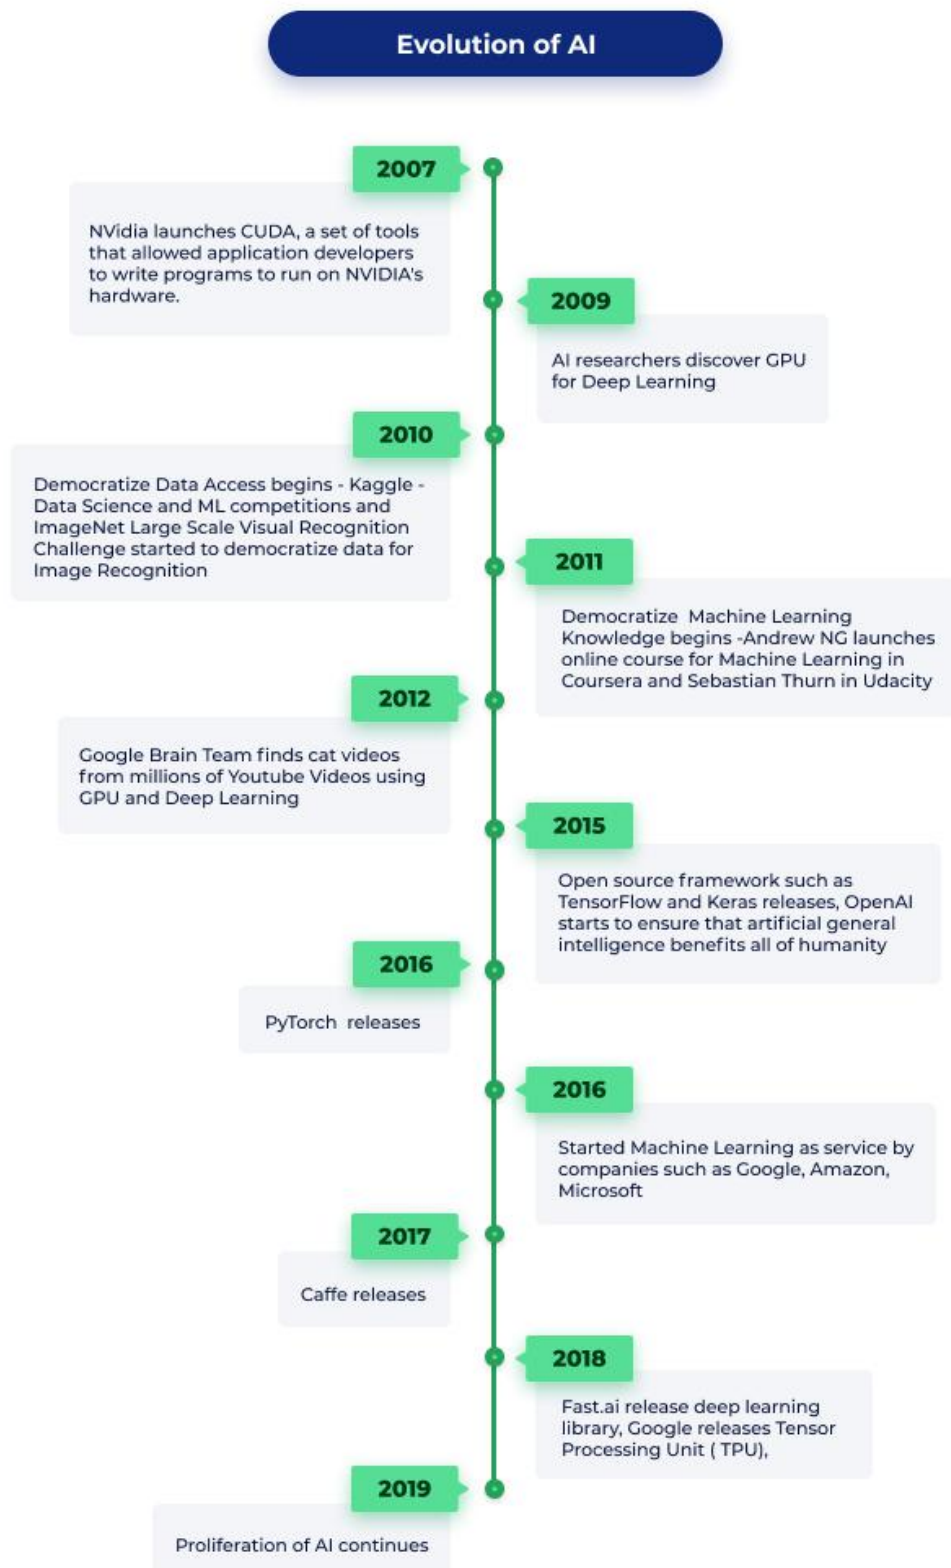 Evolution of AI
2007
NVidia launches CUDA, a set of tools
that allowed application developers
to write programs to run on NVIDIA's
hardware.
2009
AI researchers discover GPU
for Deep Learning
2010
Democratize Data Access begins - Kaggle -
Data Science and ML competitions and
ImageNet Large Scale Visual Recognition
Challenge started to democratize data for
Image Recognition
2011
Democratize Machine Learning
Knowledge begins -Andrew NG launches
online course for Machine Learning in
Coursera and Sebastian Thurn in Udacity
2012
Google Brain Team finds cat videos
from millions of Youtube Videos using
GPU and Deep Learning
2015
Open source framework such as
TensorFlow and Keras releases, OpenAI
starts to ensure that artificial general
intelligence benefits all of humanity
2016
PyTorch releases
2016
Started Machine Learning as service by
companies such as Google, Amazon,
Microsoft
2017
Caffe releases
2018
Fast.ai release deep learning
library, Google releases Tensor
Processing Unit ( TPU),
2019
Proliferation of AI continues